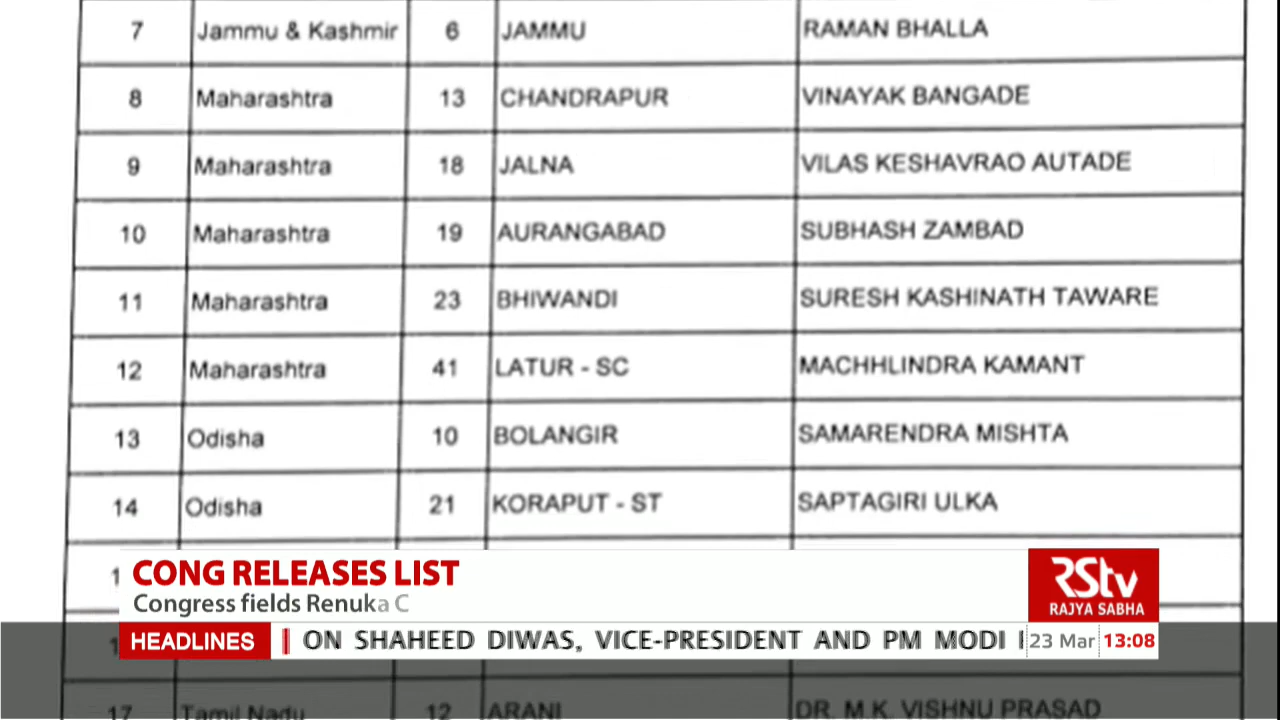 7 Jammu & Kashmir 6 JAMMU RAMAN BHALLA
8 Maharashtra 13 CHANDRAPUR VINAYAK BANGADE
9 Maharashtra 18 JALNA VILAS KESHAVRAO AUTADE
10 Maharashtra 19 AURANGABAD SUBHASH ZAMBAD
11 Maharashtra 23 BHIWANDI SURESH KASHINATH TAWARE
12 Maharashtra 41 LATUR - SC MACHHLINDRA KAMANT
13 Odisha 10 BOLANGIR SAMARENDRA MISHTA
14 Odisha 21 KORAPUT - ST SAPTAGIRI ULKA
CONG RELEASES LIST
Congress fields Renuka C
RStv
RAJYA SABHA
HEADLINES ON SHAHEED DIWAS, VICE-PRESIDENT AND PM MODI 23 Mar 13:08
17 Tamil Nadu 12 ARANI DR. M.K. VISHNU PRASAD